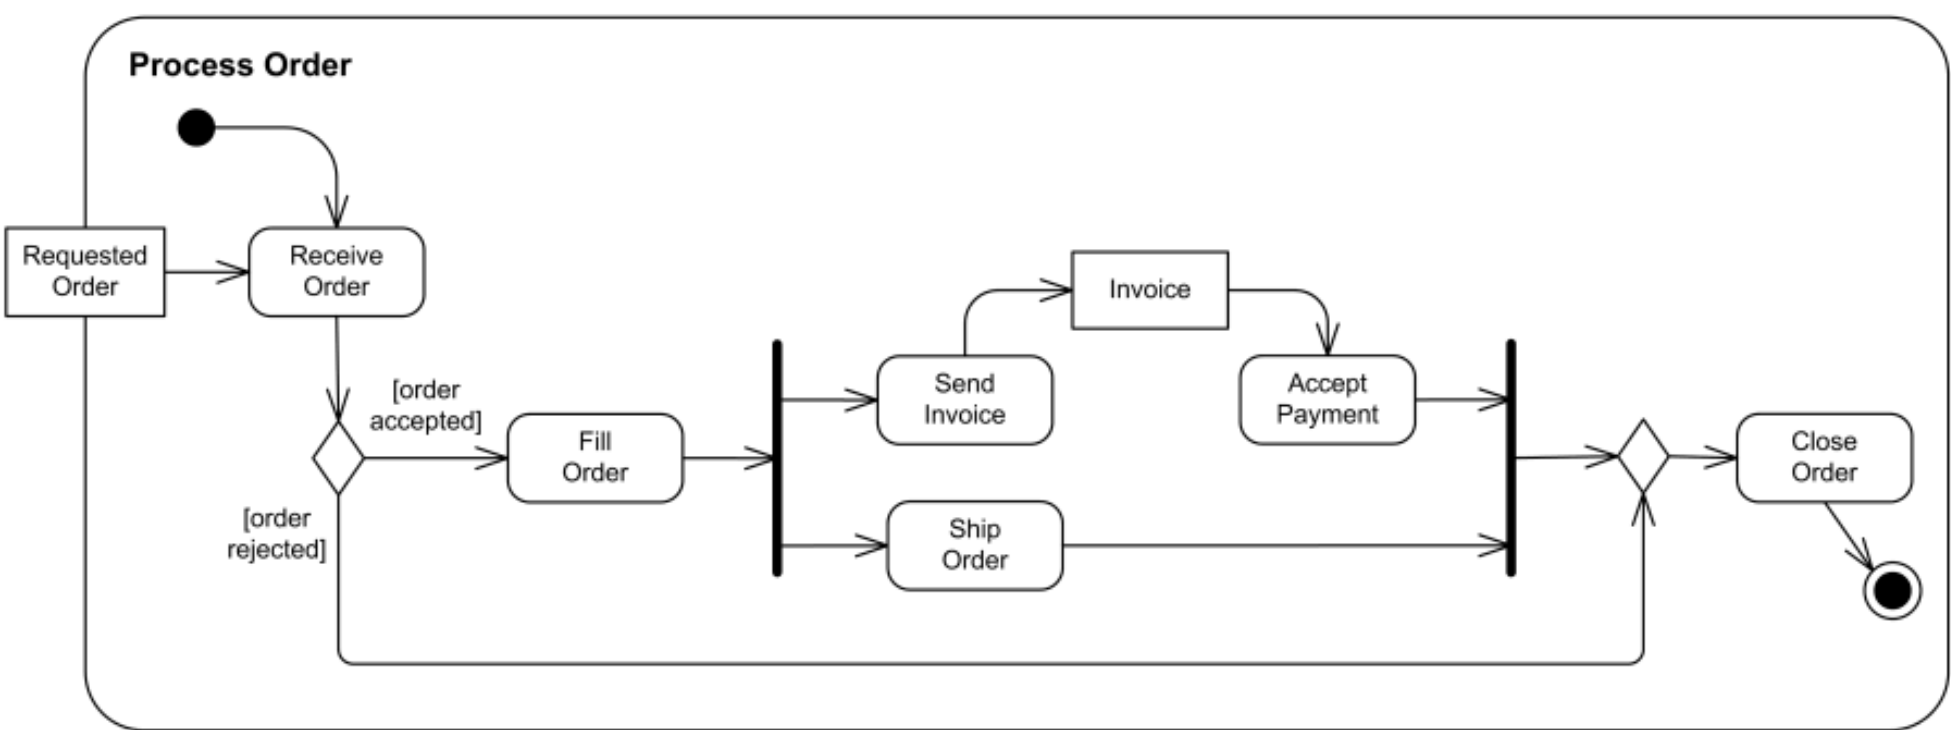 Process Order
Requested
Order
Receive
Order
[order
accepted]
[order
rejected]
Fill
Order
Send
Invoice
Invoice
Accept
Payment
Ship
Order
Close
Order